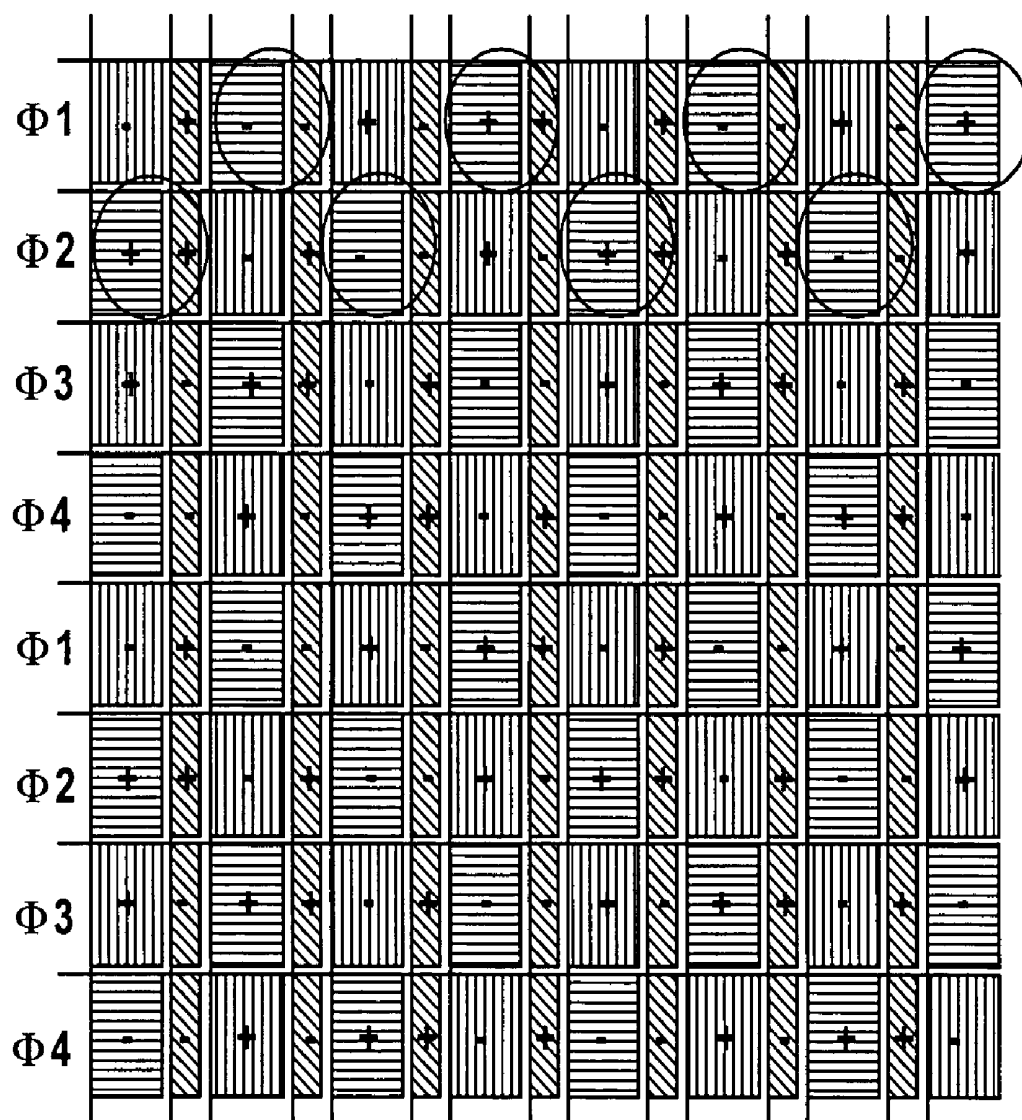 Φ1 - + - - + - + + - + - - + - +
Φ2 + + - + - - + - + + - + - - +
Φ3 + - + + - + - - + - + + - + -
Φ4 - - + - + + - + - - + - + + -
Φ1 - + - - + - + + - + - - + - +
Φ2 + + - + - - + - + + - + - - +
Φ3 + - + + - + - - + - + + - + -
Φ4 - - + - + + - + - - + - + + -